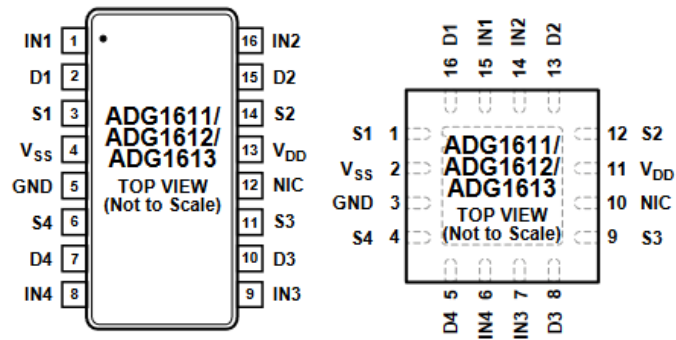 IN1 1 16 IN2
D1 2 15 D2
S1 3 14 S2
VSS 4 13 VDD
GND 5 12 NIC
S4 6 11 S3
D4 7 10 D3
IN4 8 9 IN3
ADG1611/
ADG1612/
ADG1613
TOP VIEW
(Not to Scale)
16 D1
15 IN1
14 IN2
13 D2
S1 1 12 S2
VSS 2 11 VDD
GND 3 10 NIC
S4 4 9 S3
ADG1611/
ADG1612/
ADG1613
TOP VIEW
(Not to Scale)
D4 5
IN4 6
IN3 7
D3 8